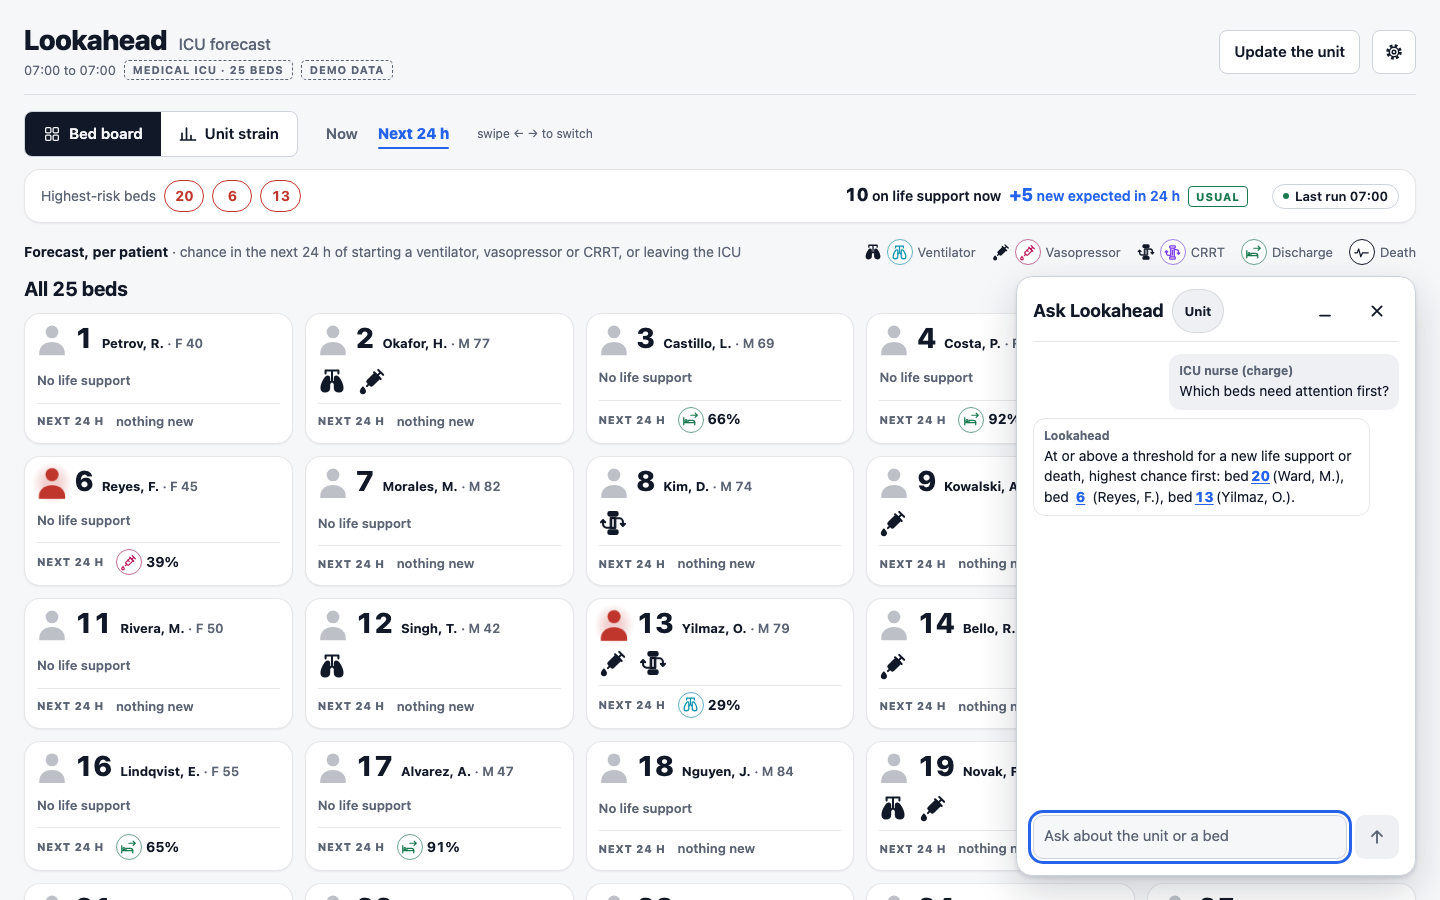 Lookahead ICU forecast
07:00 to 07:00 MEDICAL ICU · 25 BEDS DEMO DATA
Update the unit
Bed board Unit strain Now Next 24 h swipe ← → to switch
Highest-risk beds 20 6 13
10 on life support now +5 new expected in 24 h USUAL Last run 07:00
Forecast, per patient · chance in the next 24 h of starting a ventilator, vasopressor or CRRT, or leaving the ICU
Ventilator Vasopressor CRRT Discharge Death
All 25 beds
1 Petrov, R. · F 40
No life support
NEXT 24 H nothing new
2 Okafor, H. · M 77
NEXT 24 H nothing new
3 Castillo, L. · M 69
No life support
NEXT 24 H 66%
4 Costa, P. ·
No life support
NEXT 24 H 92%
6 Reyes, F. · F 45
No life support
NEXT 24 H 39%
7 Morales, M. · M 82
No life support
NEXT 24 H nothing new
8 Kim, D. · M 74
NEXT 24 H nothing new
9 Kowalski,
NEXT 24 H nothing
11 Rivera, M. · F 50
No life support
NEXT 24 H nothing new
12 Singh, T. · M 42
NEXT 24 H nothing new
13 Yilmaz, O. · M 79
NEXT 24 H 29%
14 Bello, R.
NEXT 24 H nothing
16 Lindqvist, E. · F 55
No life support
NEXT 24 H 65%
17 Alvarez, A. · M 47
No life support
NEXT 24 H 91%
18 Nguyen, J. · M 84
No life support
NEXT 24 H nothing new
19 Novak,
NEXT 24 H nothing
Ask Lookahead Unit
ICU nurse (charge)
Which beds need attention first?
Lookahead
At or above a threshold for a new life support or
death, highest chance first: bed 20 (Ward, M.),
bed 6 (Reyes, F.), bed 13 (Yilmaz, O.).
Ask about the unit or a bed